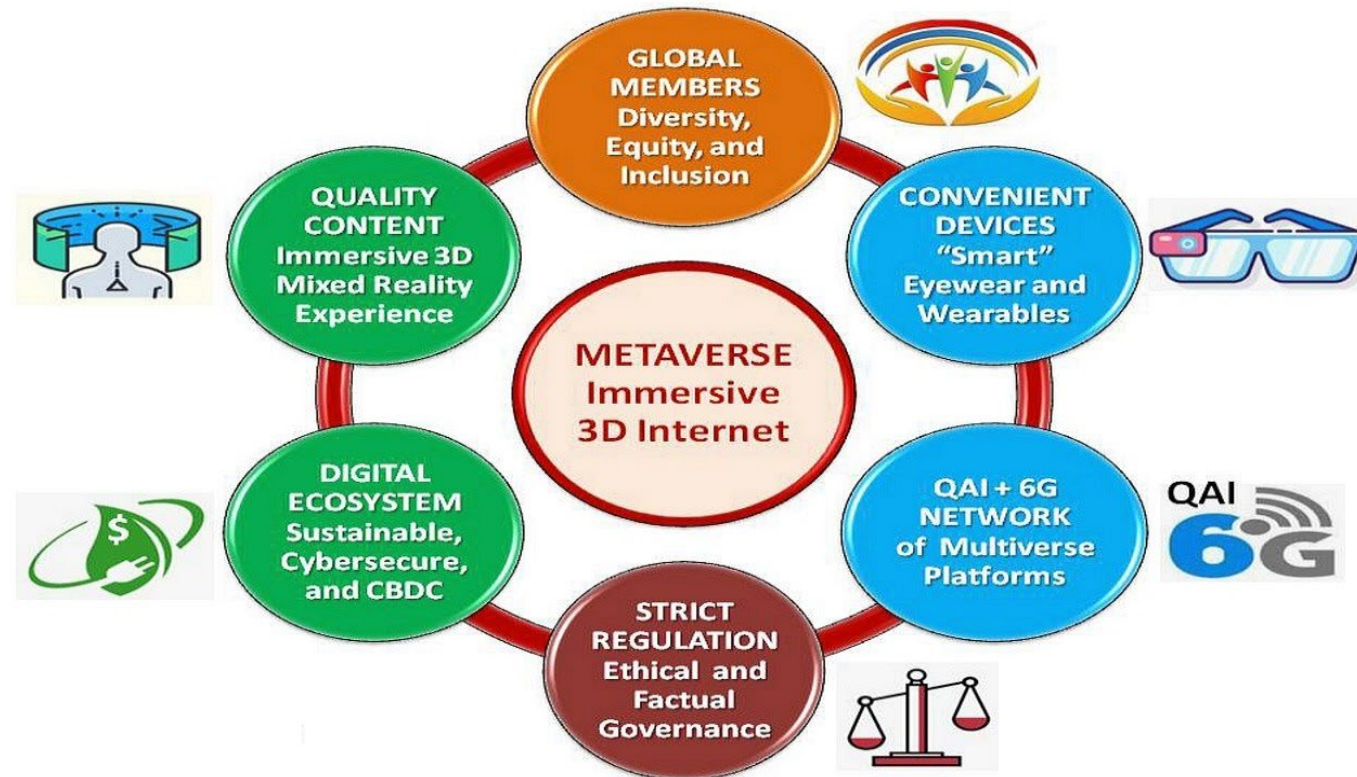 GLOBAL
MEMBERS
Diversity,
Equity, and
Inclusion
QUALITY
CONTENT
Immersive 3D
Mixed Reality
Experience
CONVENIENT
DEVICES
“Smart”
Eyewear and
Wearables
METAVERSE
Immersive
3D Internet
DIGITAL
ECOSYSTEM
Sustainable,
Cybersecure,
and CBDC
$
QAI + 6G
NETWORK
of Multiverse
Platforms
QAI
6G
STRICT
REGULATION
Ethical and
Factual
Governance